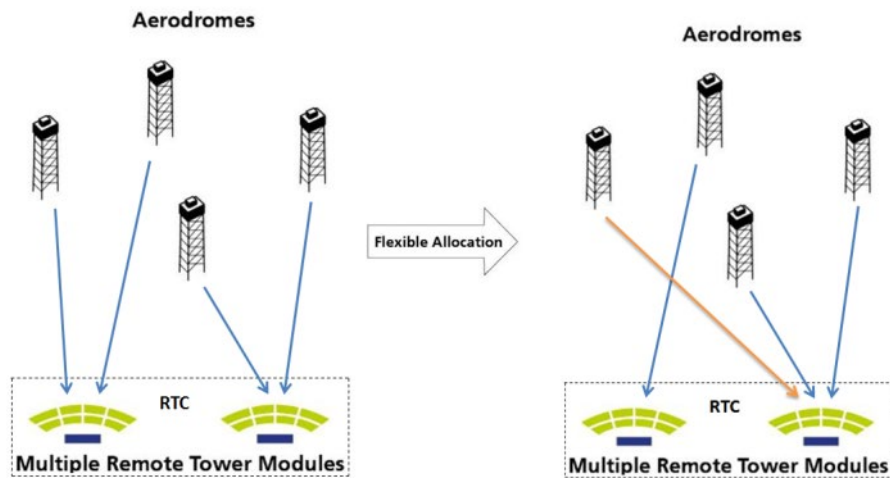 Aerodromes
RTC
Multiple Remote Tower Modules
Flexible Allocation
Aerodromes
RTC
Multiple Remote Tower Modules